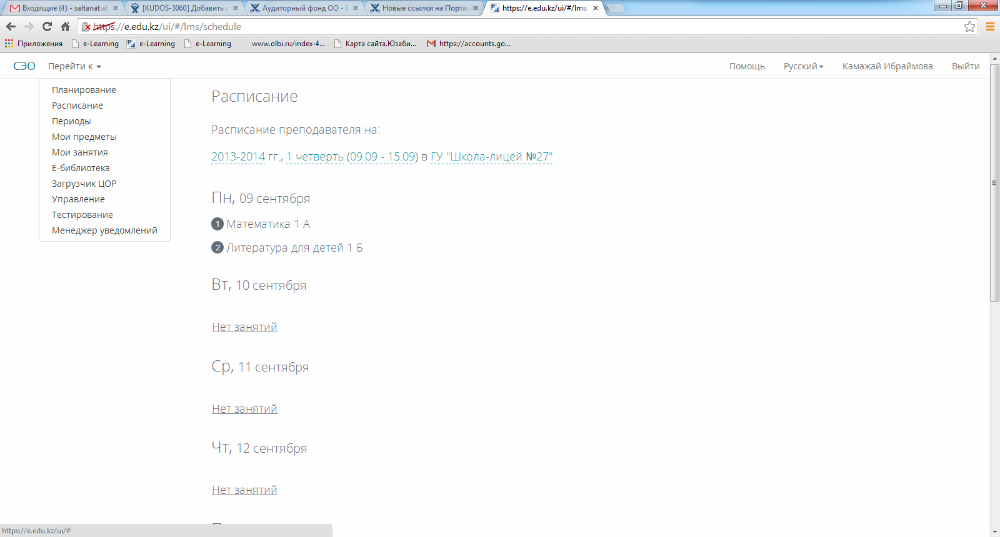 Входящие (4) - saltanat.ab
[KUDOS-3060] Добавить
Аудиторный фонд ОО -
Новые ссылки на Портал
https://e.edu.kz/ui/#/lms/
https://e.edu.kz/ui/#/lms/schedule
Приложения e-Learning e-Learning e-Learning www.olbi.ru/index-4... Карта сайта.Юзаби... https://accounts.go...
СЭО Перейти к Помощь Русский Камажай Ибраймова Выйти
Планирование
Расписание
Периоды
Мои предметы
Мои занятия
Е-библиотека
Загрузчик ЦОР
Управление
Тестирование
Менеджер уведомлений
Расписание
Расписание преподавателя на:
2013-2014 гг., 1 четверть (09.09 - 15.09) в ГУ "Школа-лицей №27"
Пн, 09 сентября
1 Математика 1 А
2 Литература для детей 1 Б
Вт, 10 сентября
Нет занятий
Ср, 11 сентября
Нет занятий
Чт, 12 сентября
Нет занятий
https://e.edu.kz/ui/#